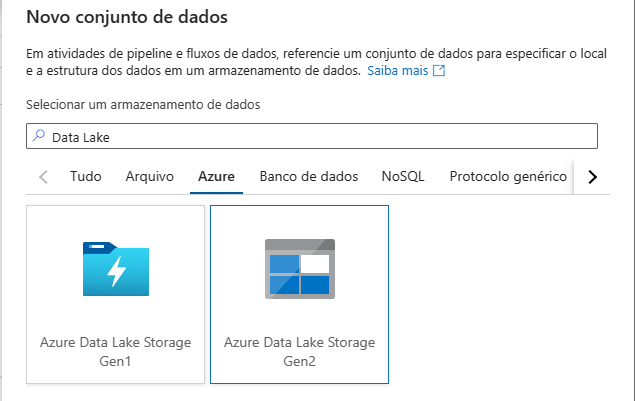 Novo conjunto de dados
Em atividades de pipeline e fluxos de dados, referencie um conjunto de dados para especificar o local
e a estrutura dos dados em um armazenamento de dados. Saiba mais
Selecionar um armazenamento de dados
Data Lake
Tudo Arquivo Azure Banco de dados NoSQL Protocolo genérico
Azure Data Lake Storage
Gen1
Azure Data Lake Storage
Gen2